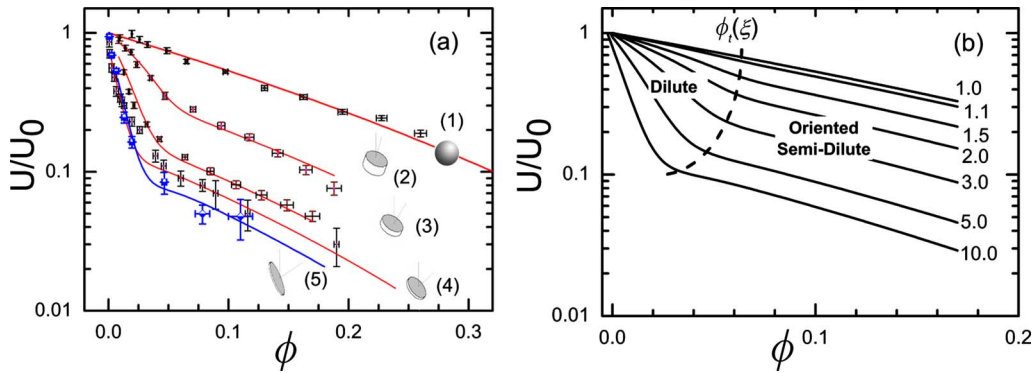 (a)
U/U0
1
0.1
0.01
0.0
0.1
0.2
0.3
ϕ
(1)
(2)
(3)
(4)
(5)
(b)
U/U0
1
0.1
0.01
0.0
0.1
0.2
ϕ
ϕt(ξ)
Dilute
Oriented
Semi-Dilute
1.0
1.1
1.5
2.0
3.0
5.0
10.0